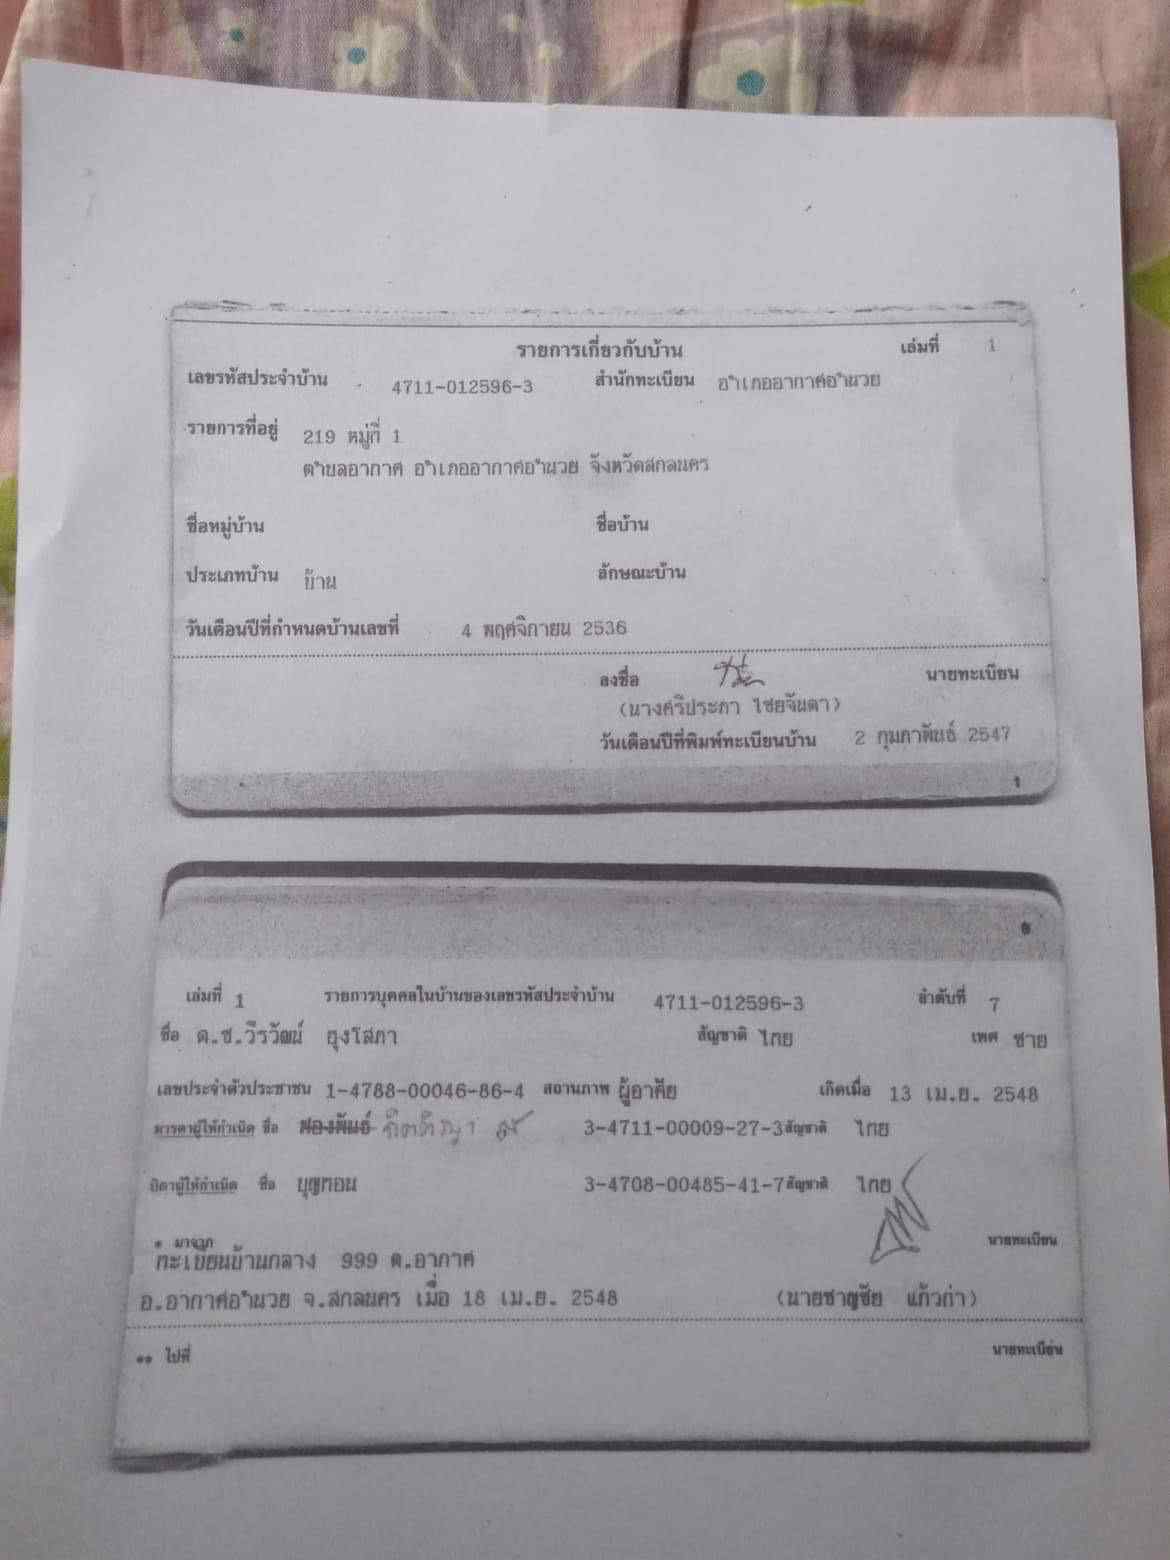 รายการเกี่ยวกับบ้าน เล่มที่ 1
เลขรหัสประจำบ้าน 4711-012596-3 สำนักทะเบียน อำเภออากาศอำนวย
รายการที่อยู่ 219 หมู่ที่ 1
ตำบลอากาศ อำเภออากาศอำนวย จังหวัดสกลนคร
ชื่อหมู่บ้าน ชื่อบ้าน
ประเภทบ้าน บ้าน ลักษณะบ้าน
วันเดือนปีที่กำหนดบ้านเลขที่ 4 พฤศจิกายน 2536
ลงชื่อ นายทะเบียน
(นางศรีประภา ไชยจันดา)
วันเดือนปีที่พิมพ์ทะเบียนบ้าน 2 กุมภาพันธ์ 2547
๑
๒
เล่มที่ 1 รายการบุคคลในบ้านของเลขรหัสประจำบ้าน 4711-012596-3 ลำดับที่ 7
ชื่อ ด.ช.วีรวัฒน์ ฮุงโสภา สัญชาติ ไทย เพศ ชาย
เลขประจำตัวประชาชน 1-4788-00046-86-4 สถานภาพ ผู้อาศัย เกิดเมื่อ 13 เม.ย. 2548
มารดาผู้ให้กำเนิด ชื่อ ฟองพันธ์ 3-4711-00009-27-3 สัญชาติ ไทย
บิดาผู้ให้กำเนิด ชื่อ บุญทอน 3-4708-00485-41-7 สัญชาติ ไทย
* มาจาก นายทะเบียน
ทะเบียนบ้านกลาง 999 ต.อากาศ
อ.อากาศอำนวย จ.สกลนคร เมื่อ 18 เม.ย. 2548 (นายชาญชัย แก้วก่า)
** ไปที่ นายทะเบียน